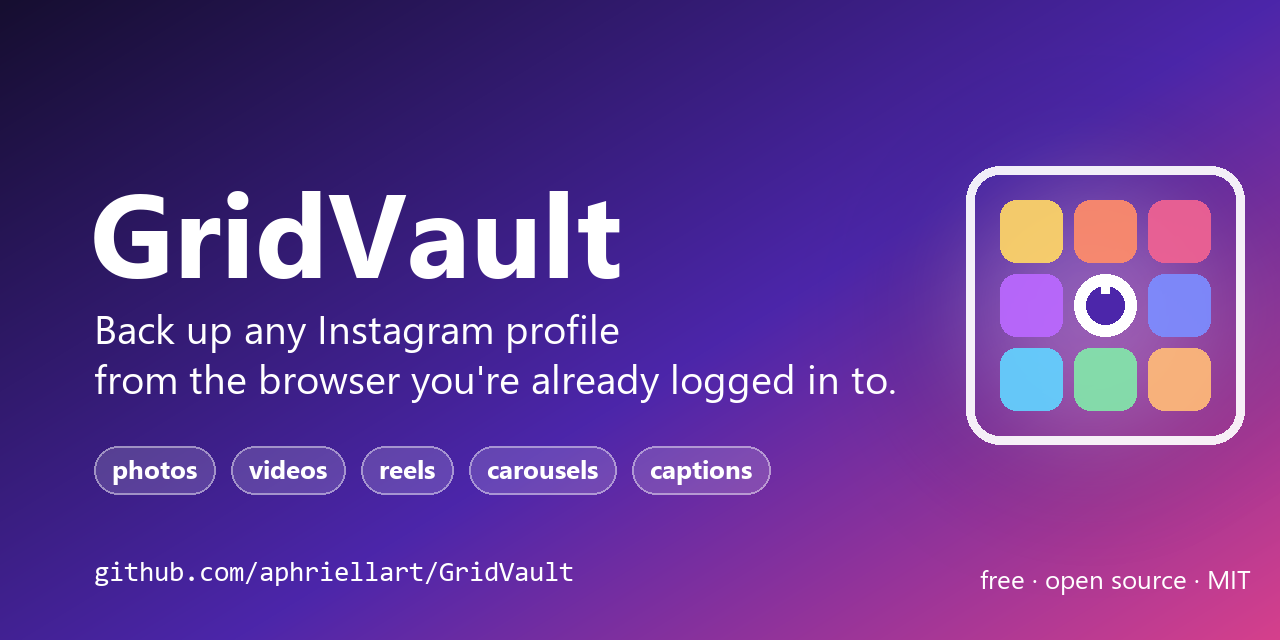 GridVault
Back up any Instagram profile
from the browser you're already logged in to.
photos videos reels carousels captions
github.com/aphriellart/GridVault
free · open source · MIT